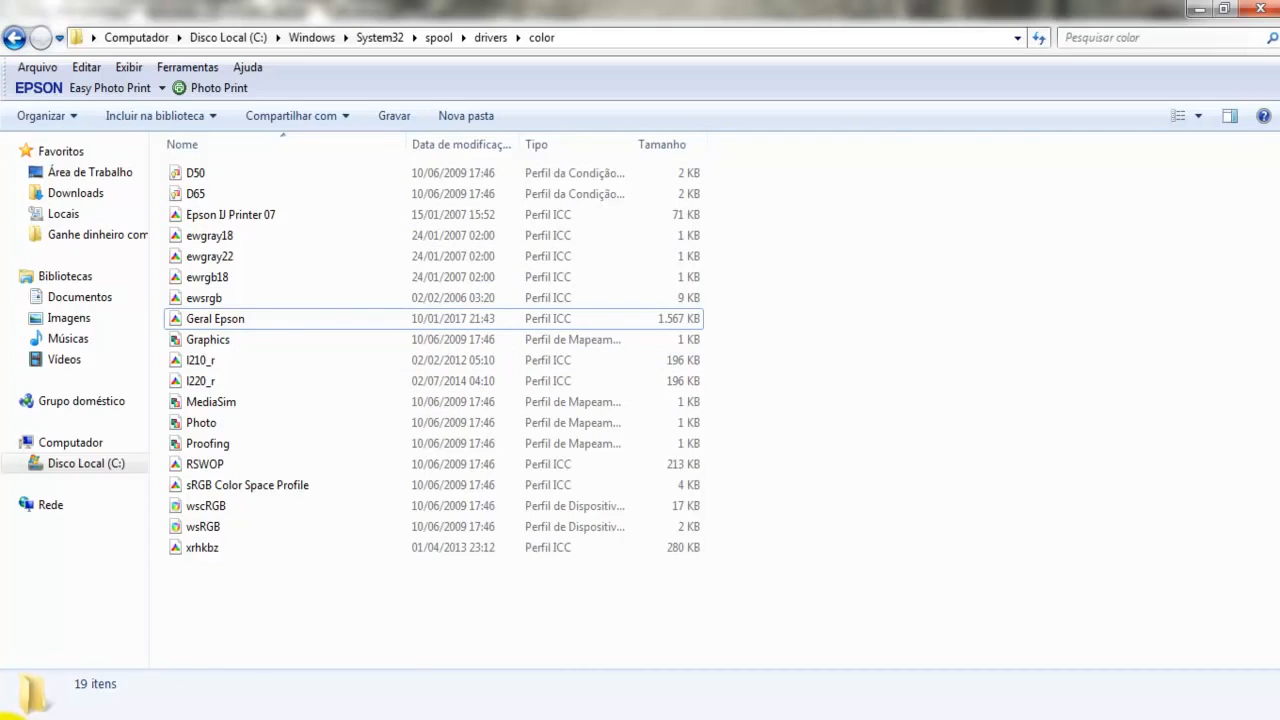 Computador Disco Local (C:) Windows System32 spool drivers color Pesquisar color
Arquivo Editar Exibir Ferramentas Ajuda
EPSON Easy Photo Print Photo Print
Organizar Incluir na biblioteca Compartilhar com Gravar Nova pasta
Favoritos
Área de Trabalho
Downloads
Locais
Ganhe dinheiro com
Bibliotecas
Documentos
Imagens
Músicas
Vídeos
Grupo doméstico
Computador
Disco Local (C:)
Rede
Nome Data de modificaç... Tipo Tamanho
D50 10/06/2009 17:46 Perfil da Condição... 2 KB
D65 10/06/2009 17:46 Perfil da Condição... 2 KB
Epson IJ Printer 07 15/01/2007 15:52 Perfil ICC 71 KB
ewgray18 24/01/2007 02:00 Perfil ICC 1 KB
ewgray22 24/01/2007 02:00 Perfil ICC 1 KB
ewrgb18 24/01/2007 02:00 Perfil ICC 1 KB
ewsrgb 02/02/2006 03:20 Perfil ICC 9 KB
Geral Epson 10/01/2017 21:43 Perfil ICC 1.567 KB
Graphics 10/06/2009 17:46 Perfil de Mapeam... 1 KB
l210_r 02/02/2012 05:10 Perfil ICC 196 KB
l220_r 02/07/2014 04:10 Perfil ICC 196 KB
MediaSim 10/06/2009 17:46 Perfil de Mapeam... 1 KB
Photo 10/06/2009 17:46 Perfil de Mapeam... 1 KB
Proofing 10/06/2009 17:46 Perfil de Mapeam... 1 KB
RSWOP 10/06/2009 17:46 Perfil ICC 213 KB
sRGB Color Space Profile 10/06/2009 17:46 Perfil ICC 4 KB
wscRGB 10/06/2009 17:46 Perfil de Dispositiv... 17 KB
wsRGB 10/06/2009 17:46 Perfil de Dispositiv... 2 KB
xrhkbz 01/04/2013 23:12 Perfil ICC 280 KB
19 itens